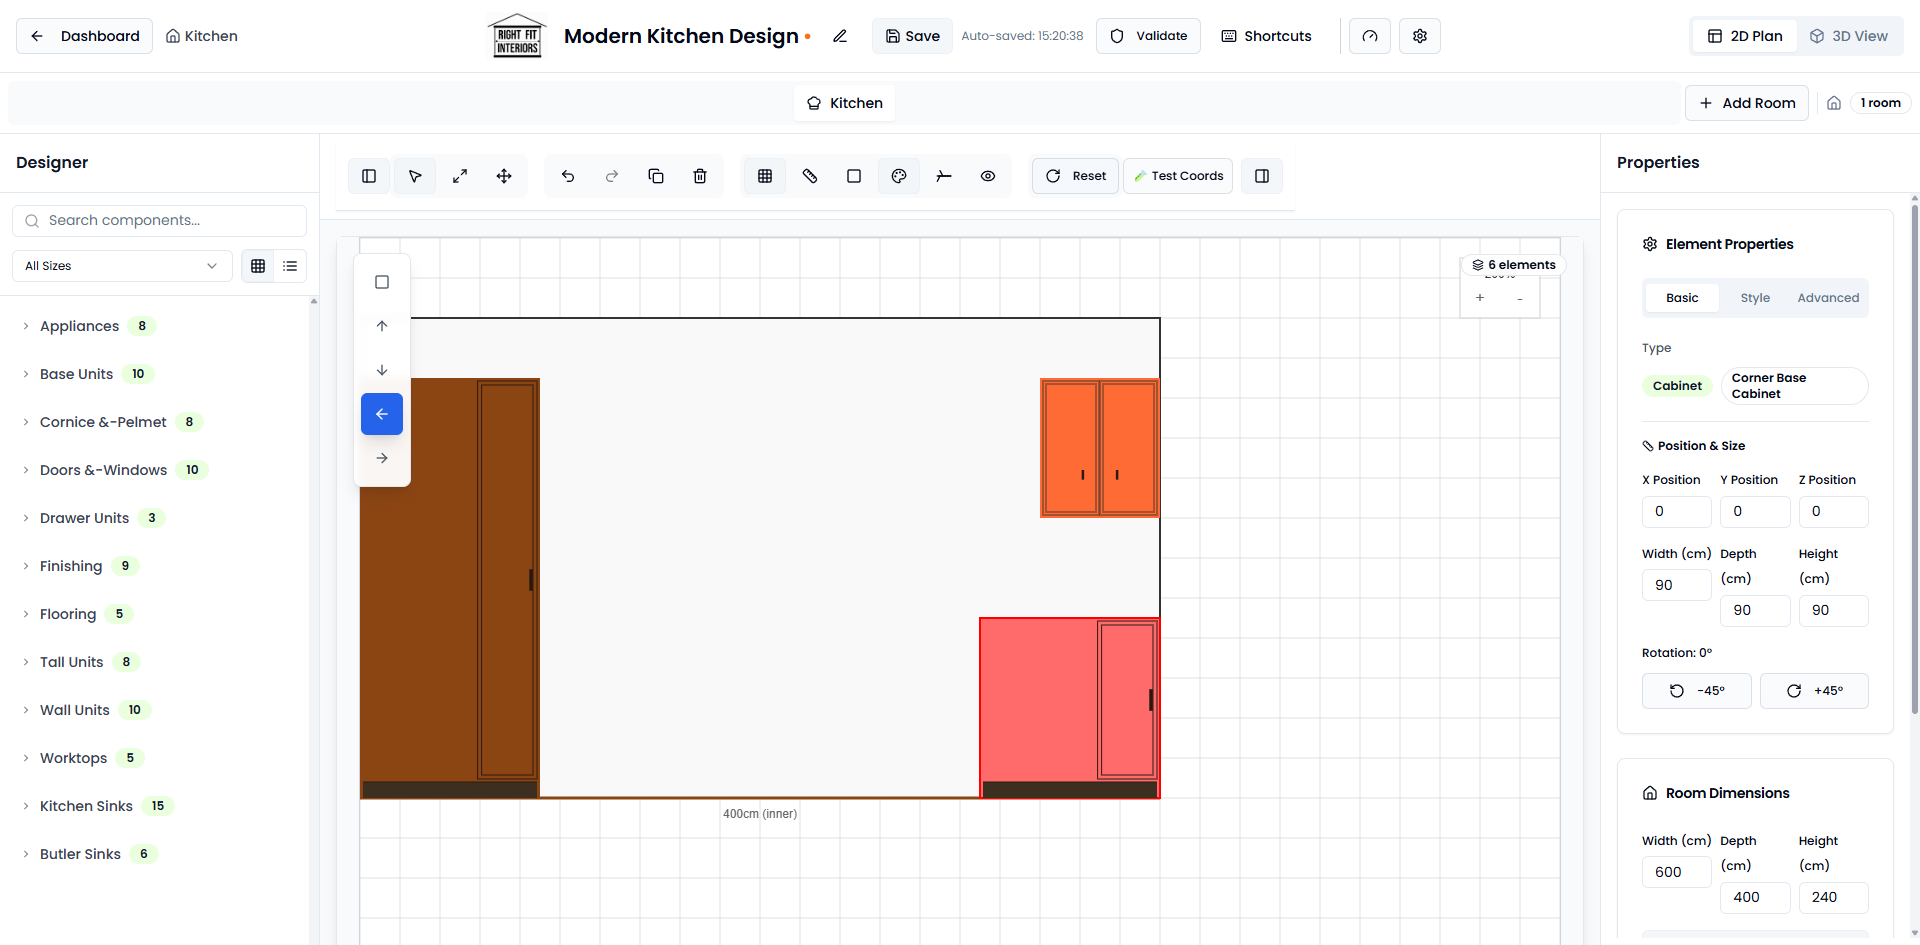 Dashboard
Kitchen
RIGHT FIT
INTERIORS
Modern Kitchen Design
Save
Auto-saved: 15:20:38
Validate
Shortcuts
2D Plan
3D View
Kitchen
Add Room
1 room
Designer
Search components...
All Sizes
Appliances 8
Base Units 10
Cornice &-Pelmet 8
Doors &-Windows 10
Drawer Units 3
Finishing 9
Flooring 5
Tall Units 8
Wall Units 10
Worktops 5
Kitchen Sinks 15
Butler Sinks 6
Reset
Test Coords
6 elements
+ -
400cm (inner)
Properties
Element Properties
Basic Style Advanced
Type
Cabinet
Corner Base
Cabinet
Position & Size
X Position Y Position Z Position
0 0 0
Width (cm) Depth (cm) Height (cm)
90 90 90
Rotation: 0°
-45° +45°
Room Dimensions
Width (cm) Depth (cm) Height (cm)
600 400 240